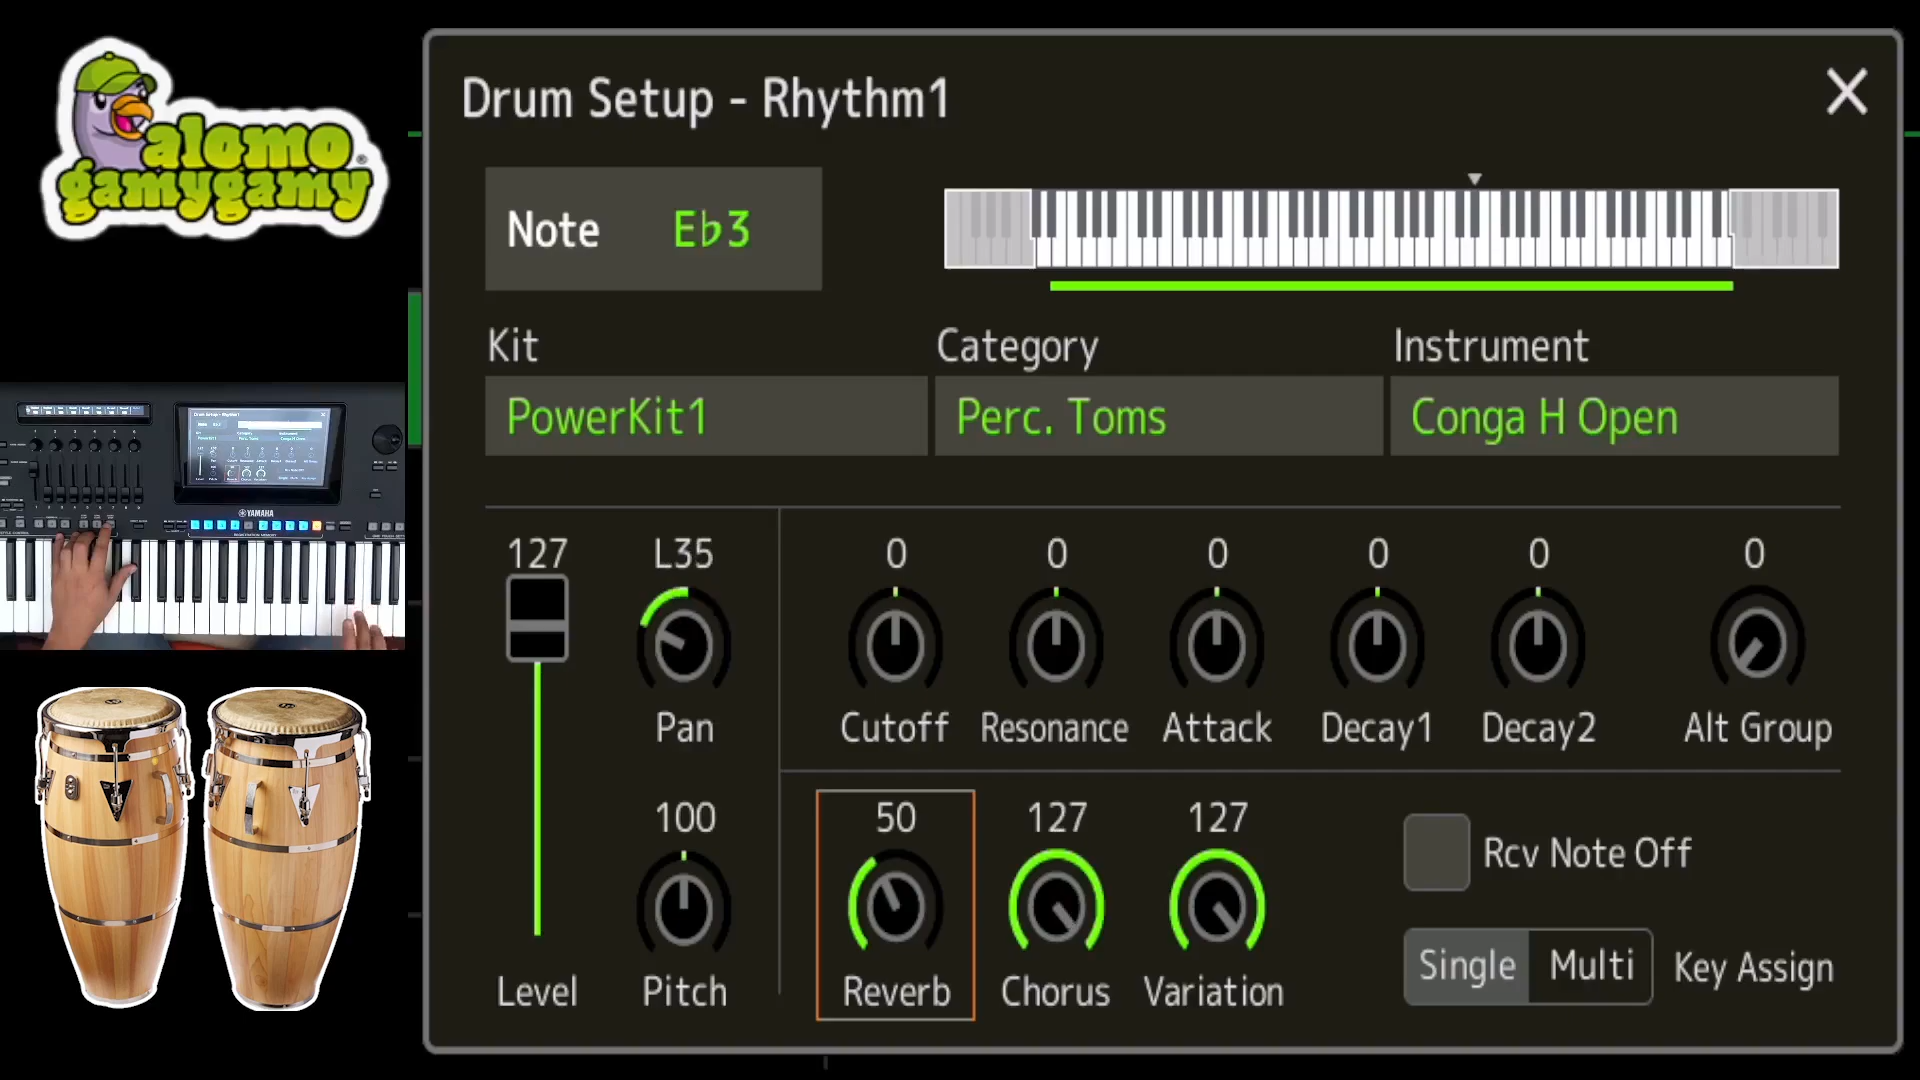 alomo
gamygamy
®
Drum Setup - Rhythm1
Note E♭3
Kit Category Instrument
PowerKit1 Perc. Toms Conga H Open
127 L35 0 0 0 0 0 0
Pan Cutoff Resonance Attack Decay1 Decay2 Alt Group
100 50 127 127
Rcv Note Off
Single Multi Key Assign
Level Pitch Reverb Chorus Variation
YAMAHA